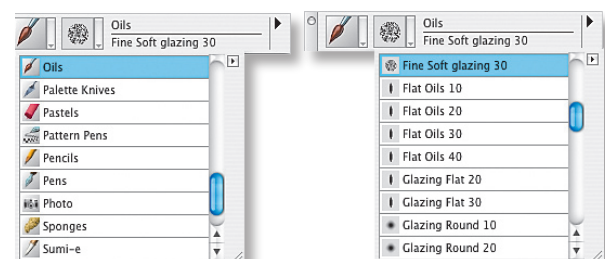 Oils
Fine Soft glazing 30
Oils
Palette Knives
Pastels
Pattern Pens
Pencils
Pens
Photo
Sponges
Sumi-e
Oils
Fine Soft glazing 30
Fine Soft glazing 30
Flat Oils 10
Flat Oils 20
Flat Oils 30
Flat Oils 40
Glazing Flat 20
Glazing Flat 30
Glazing Round 10
Glazing Round 20